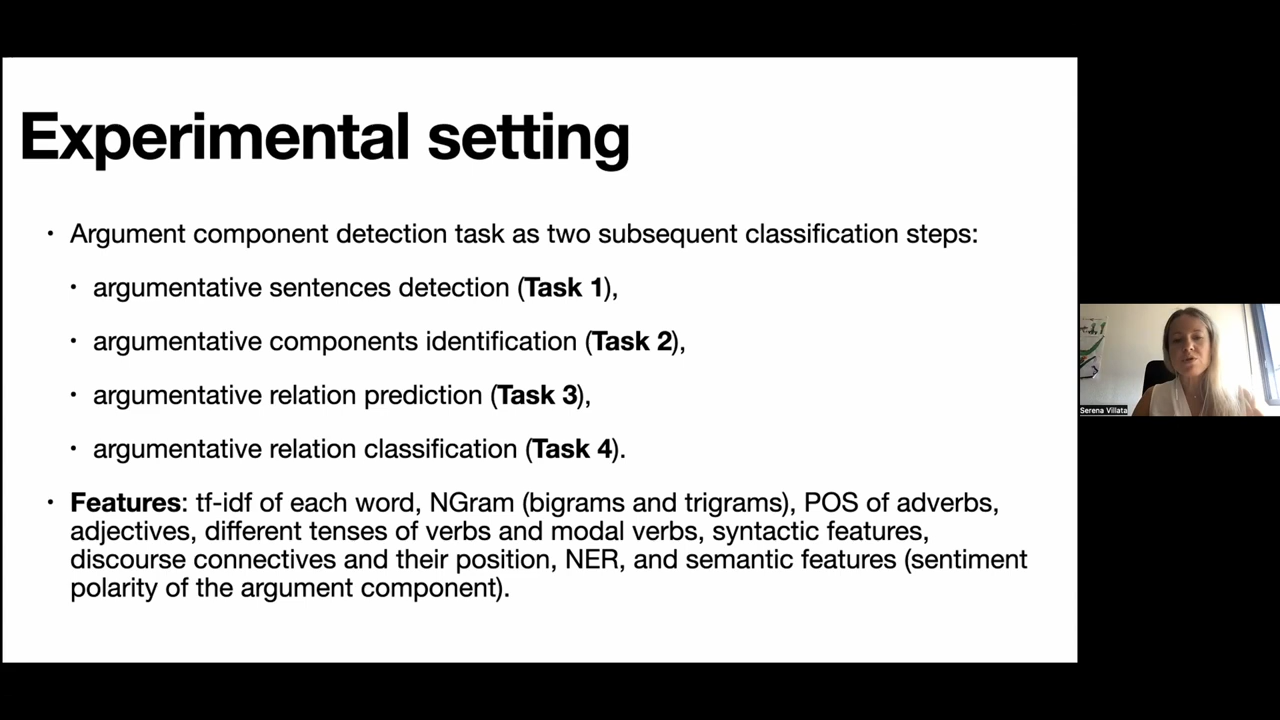 Experimental setting
• Argument component detection task as two subsequent classification steps:
• argumentative sentences detection (Task 1),
• argumentative components identification (Task 2),
• argumentative relation prediction (Task 3),
• argumentative relation classification (Task 4).
• Features: tf-idf of each word, NGram (bigrams and trigrams), POS of adverbs,
adjectives, different tenses of verbs and modal verbs, syntactic features,
discourse connectives and their position, NER, and semantic features (sentiment
polarity of the argument component).
Serena Villata